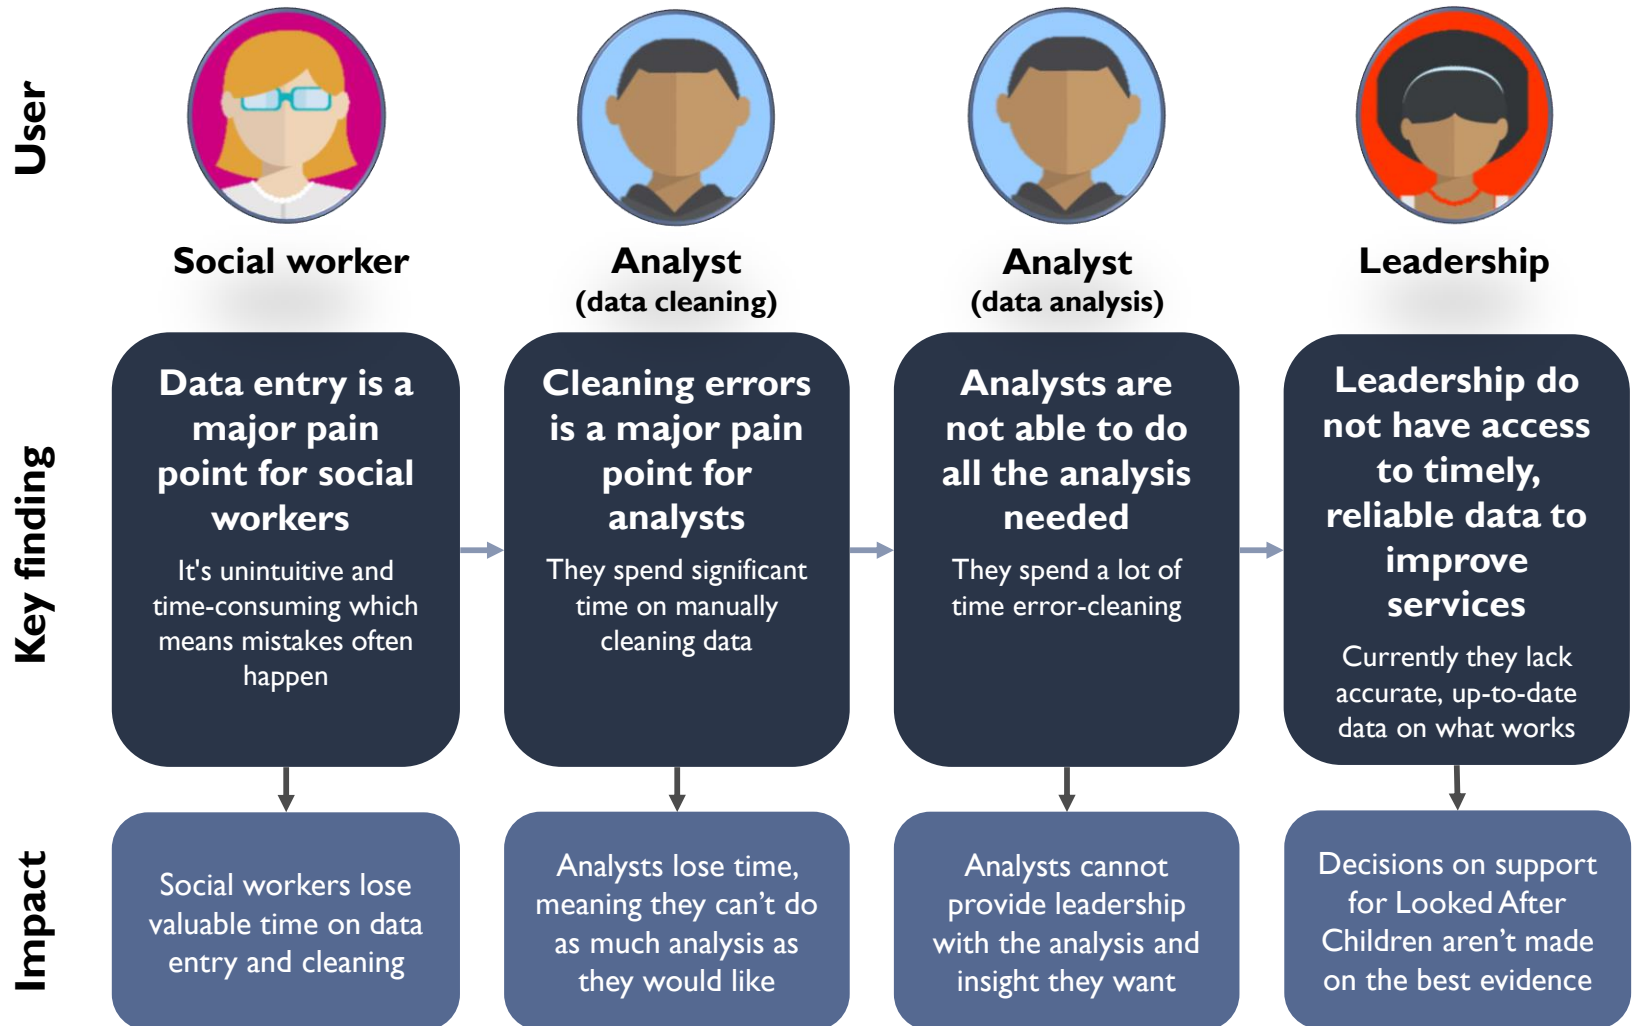 User
Social worker
Analyst
(data cleaning)
Analyst
(data analysis)
Leadership
Key finding
Data entry is a
major pain
point for social
workers
It's unintuitive and
time-consuming which
means mistakes often
happen
Cleaning errors
is a major pain
point for
analysts
They spend significant
time on manually
cleaning data
Analysts are
not able to do
all the analysis
needed
They spend a lot of
time error-cleaning
Leadership do
not have access
to timely,
reliable data to
improve
services
Currently they lack
accurate, up-to-date
data on what works
Impact
Social workers lose
valuable time on data
entry and cleaning
Analysts lose time,
meaning they can’t do
as much analysis as
they would like
Analysts cannot
provide leadership
with the analysis and
insight they want
Decisions on support
for Looked After
Children aren’t made
on the best evidence